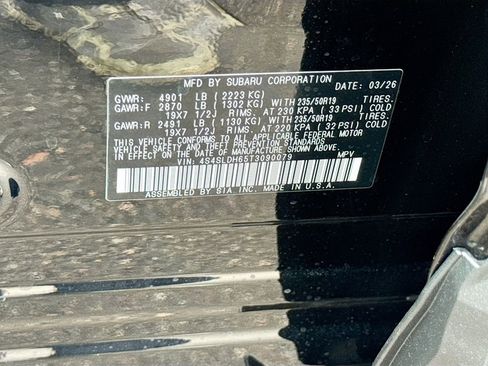 MFD BY SUBARU CORPORATION DATE: 03/26
GVWR: 4901 LB (2223 KG)
GAWR:F 2870 LB (1302 KG) WITH 235/50R19 TIRES.
19X7 1/2J RIMS.AT 230 KPA (33 PSI) COLD
GAWR:R 2491 LB (1130 KG) WITH 235/50R19 TIRES.
19X7 1/2J RIMS.AT 220 KPA (32 PSI) COLD
THIS VEHICLE CONFORMS TO ALL APPLICABLE FEDERAL MOTOR
VEHICLE SAFETY AND THEFT PREVENTION STANDARDS
IN EFFECT ON THE DATE OF MANUFACTURE SHOWN ABOVE.
VIN: 4S4SLDH65T3090079 MPV
ASSEMBLED BY SIA INC. MADE IN U.S.A.